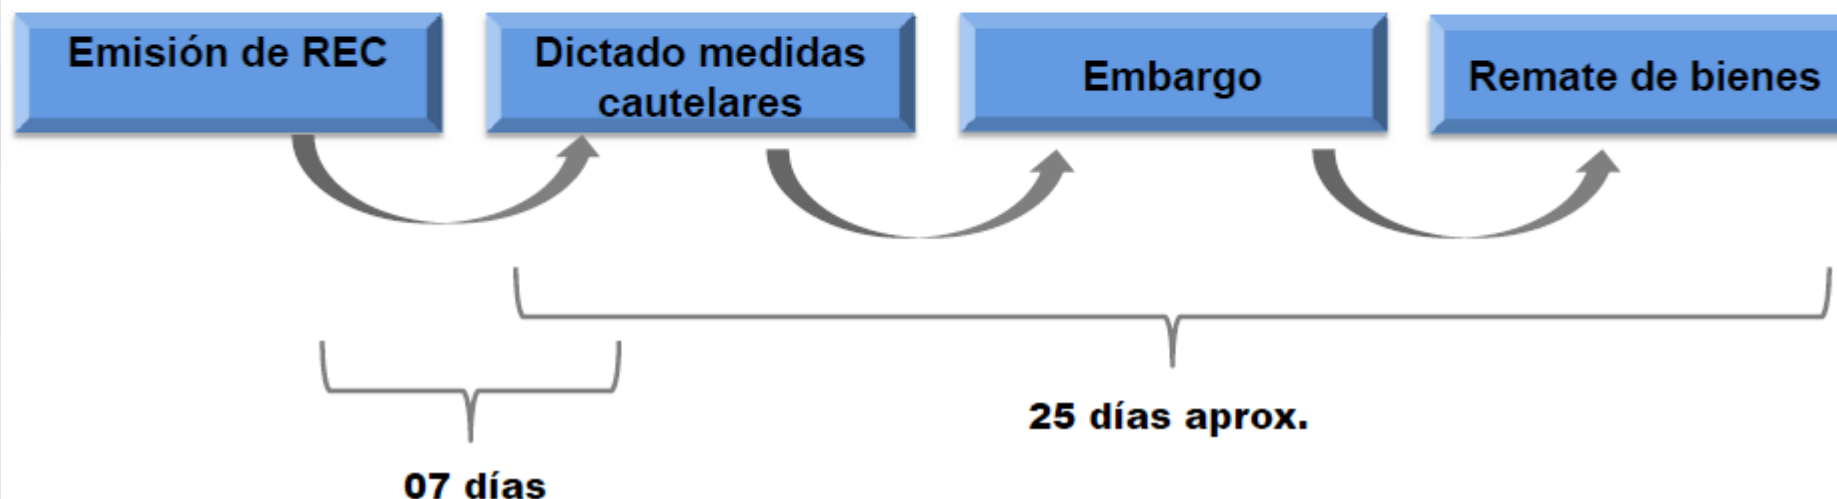 Emisión de REC
Dictado medidas
cautelares
Embargo
Remate de bienes
25 días aprox.
07 días